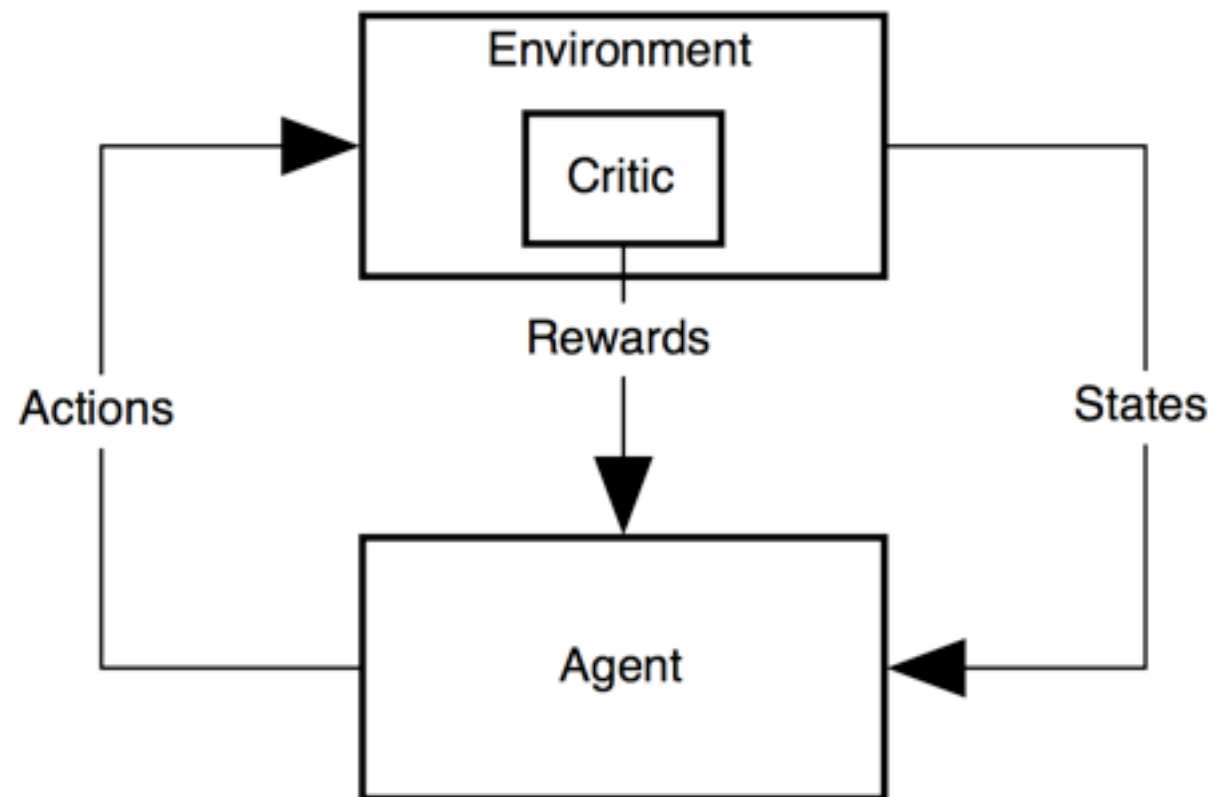 Environment
Critic
Rewards
Actions
States
Agent